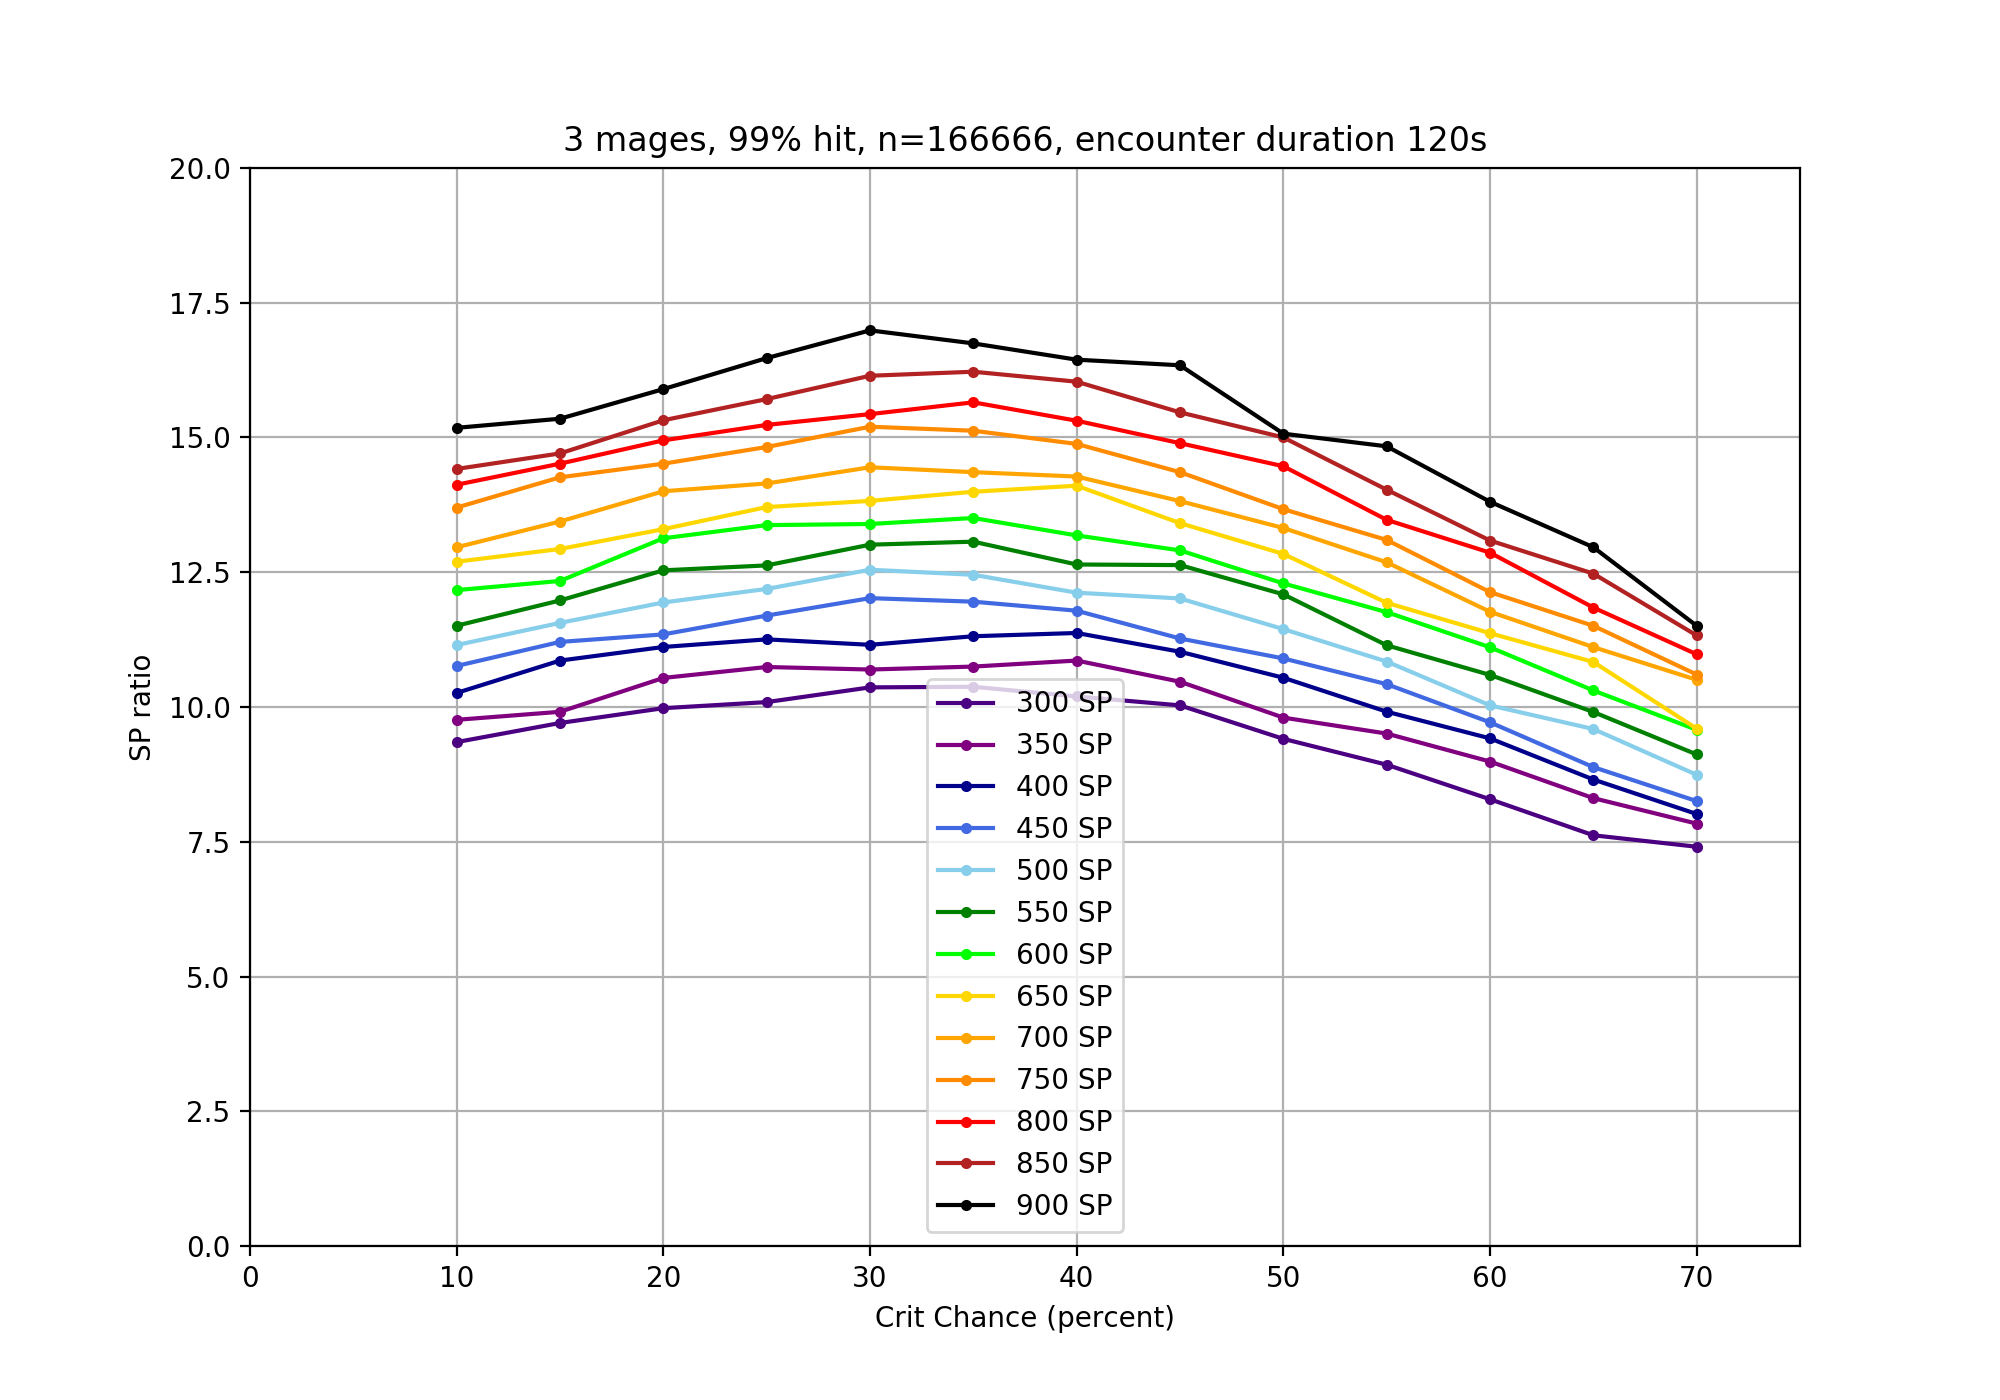 3 mages, 99% hit, n=166666, encounter duration 120s
20.0
17.5
15.0
12.5
10.0
7.5
5.0
2.5
0.0
SP ratio
300 SP
350 SP
400 SP
450 SP
500 SP
550 SP
600 SP
650 SP
700 SP
750 SP
800 SP
850 SP
900 SP
0 10 20 30 40 50 60 70
Crit Chance (percent)